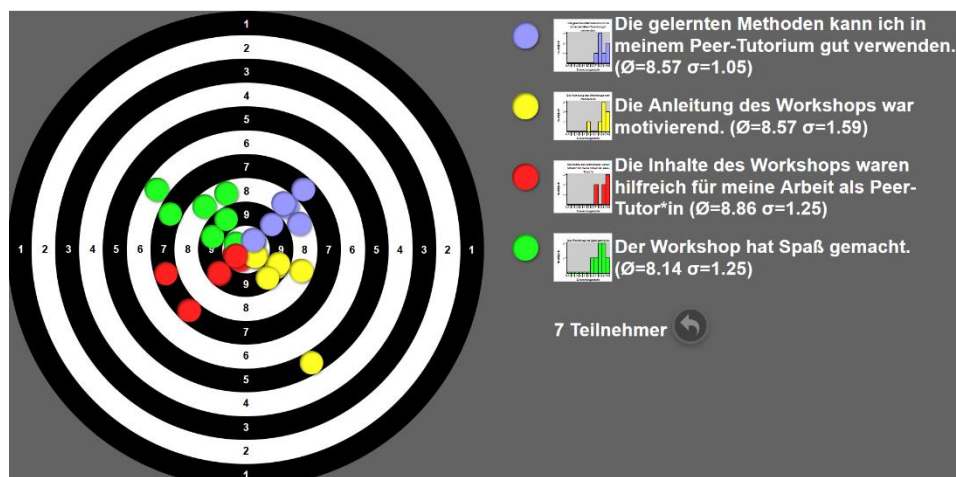 1
2
3
4
5
6
7
8
9
1 2 3 4 5 6 7 8 9 9 8 7 6 5 4 3 2 1
9
8
7
6
5
4
3
2
1
Die gelernten Methoden kann ich in
meinem Peer-Tutorium gut verwenden.
(Ø=8.57 σ=1.05)
Die Anleitung des Workshops war
motivierend. (Ø=8.57 σ=1.59)
Die Inhalte des Workshops waren
hilfreich für meine Arbeit als Peer-
Tutor*in (Ø=8.86 σ=1.25)
Der Workshop hat Spaß gemacht.
(Ø=8.14 σ=1.25)
7 Teilnehmer